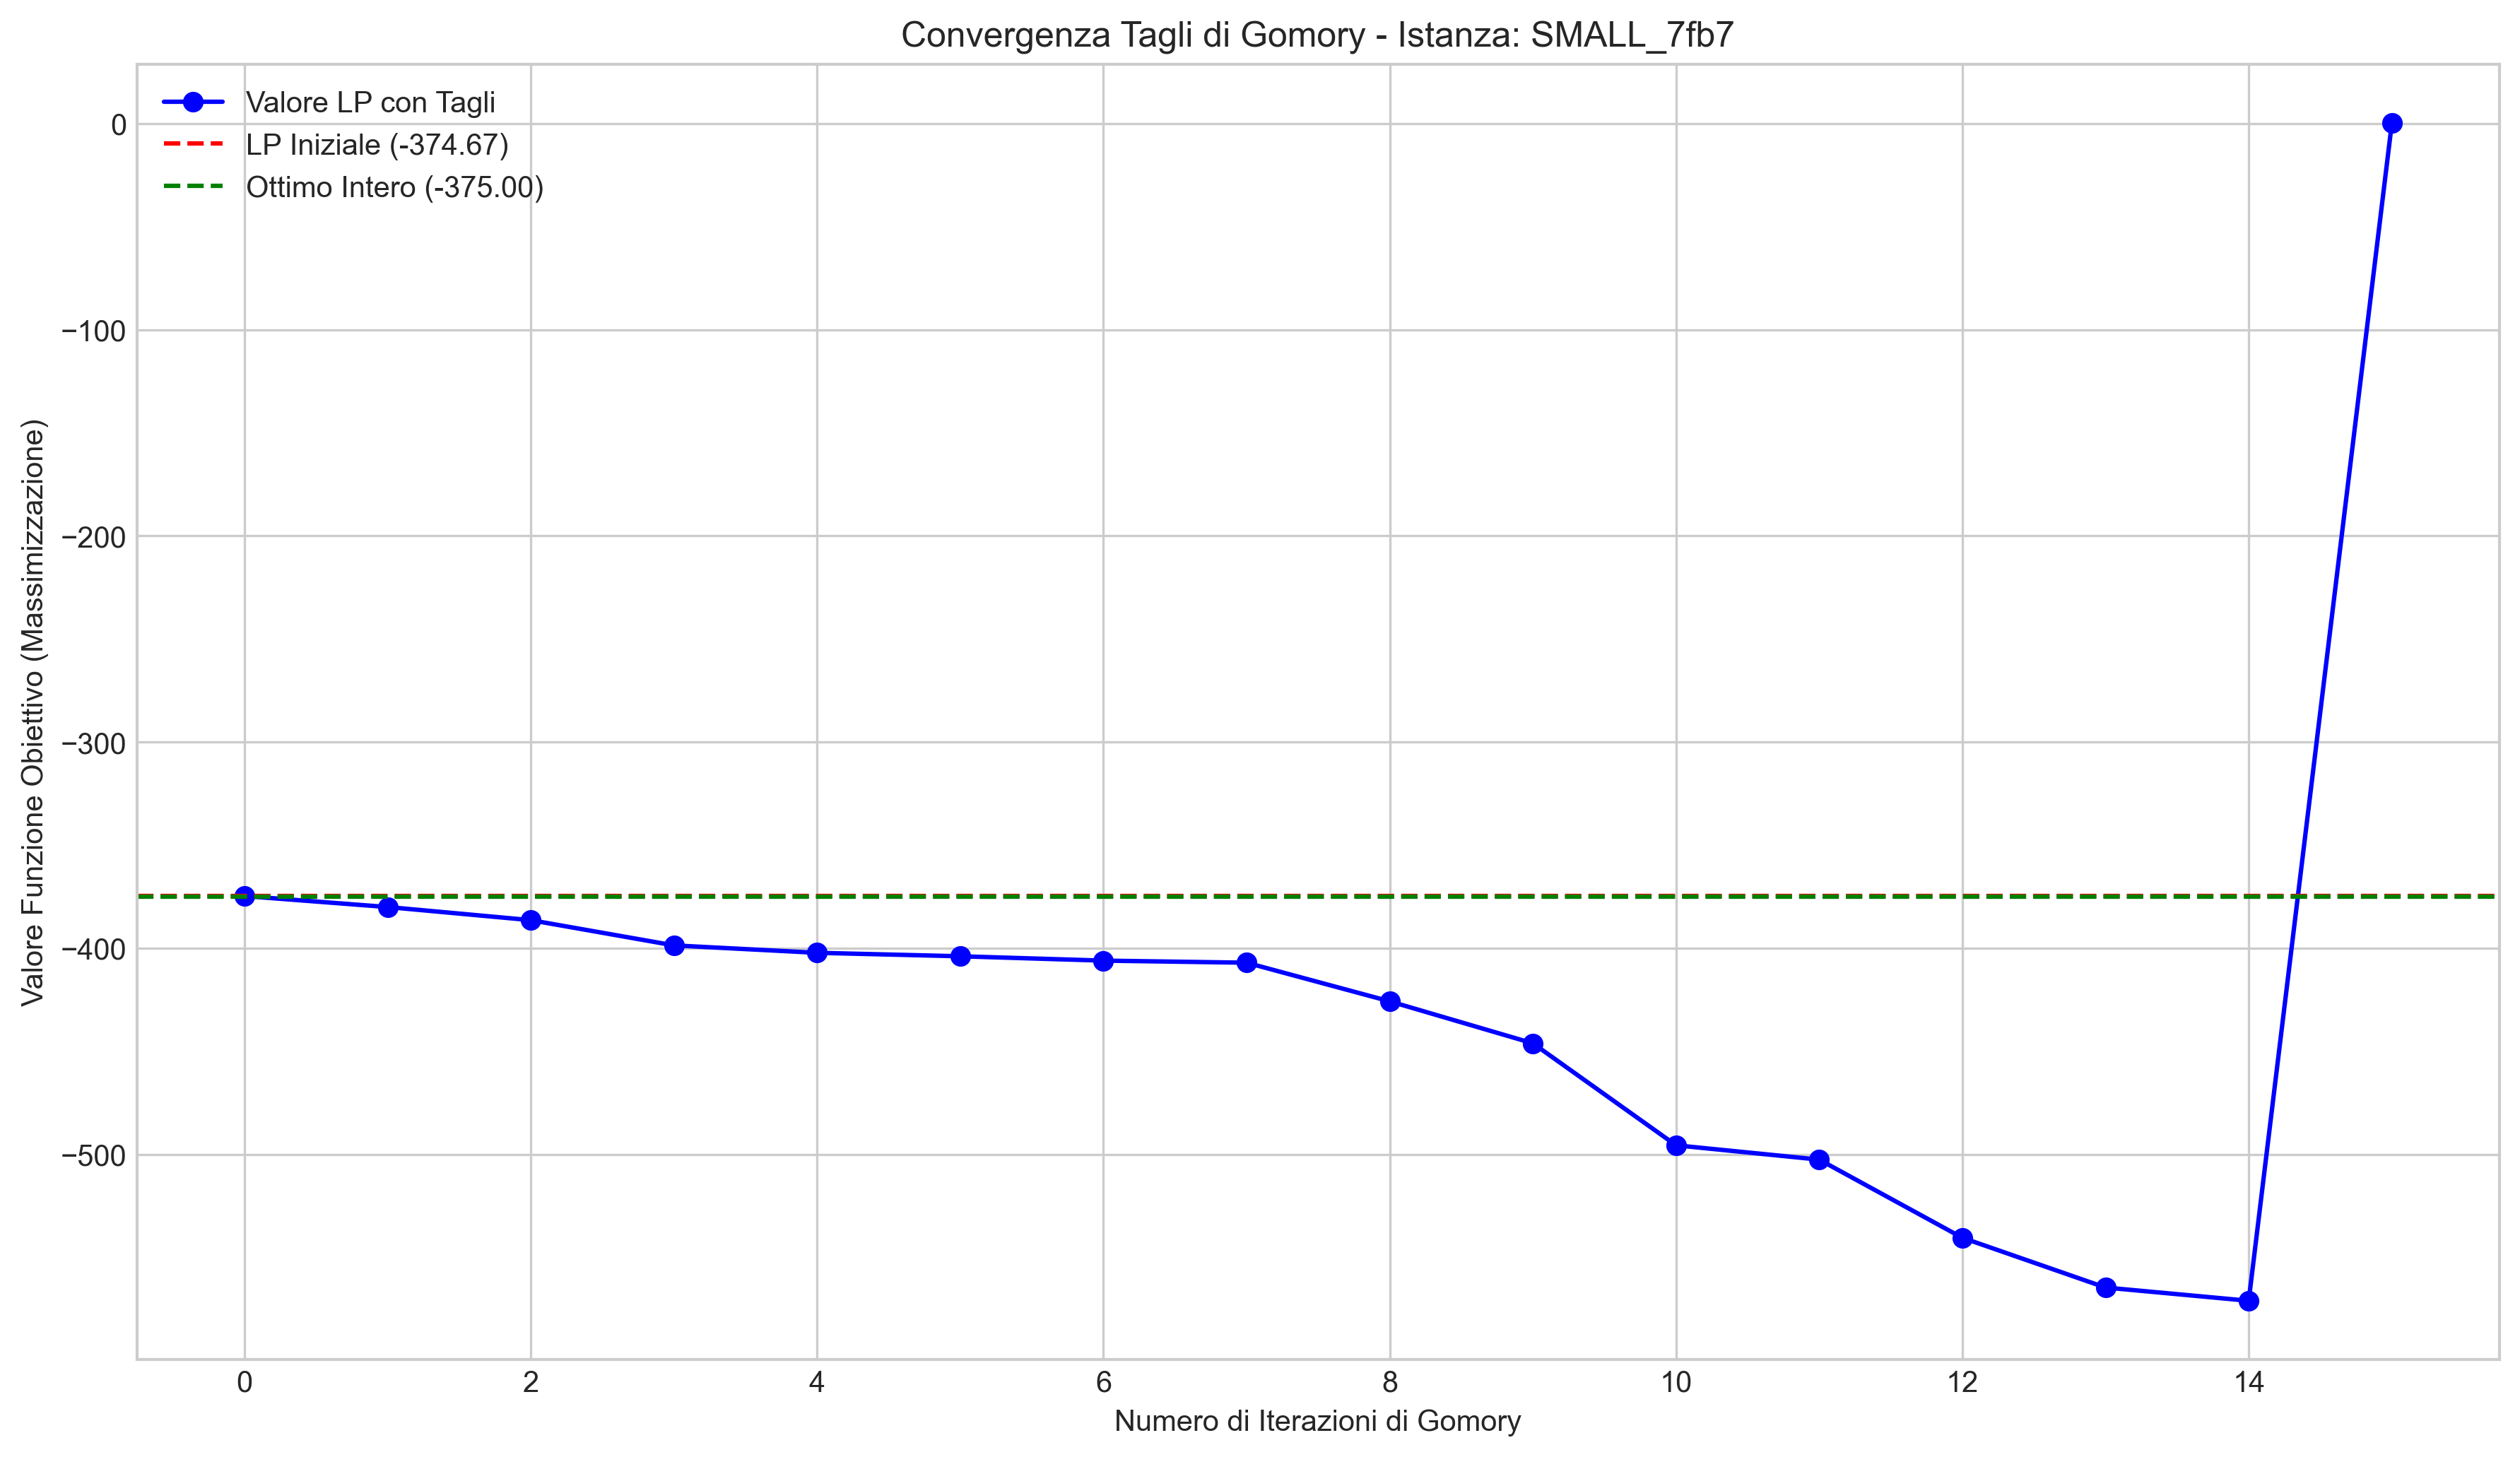 Convergenza Tagli di Gomory - Istanza: SMALL_7fb7
Valore LP con Tagli
LP Iniziale (-374.67)
Ottimo Intero (-375.00)
Valore Funzione Obiettivo (Massimizzazione)
0
−100
−200
−300
−400
−500
0 2 4 6 8 10 12 14
Numero di Iterazioni di Gomory